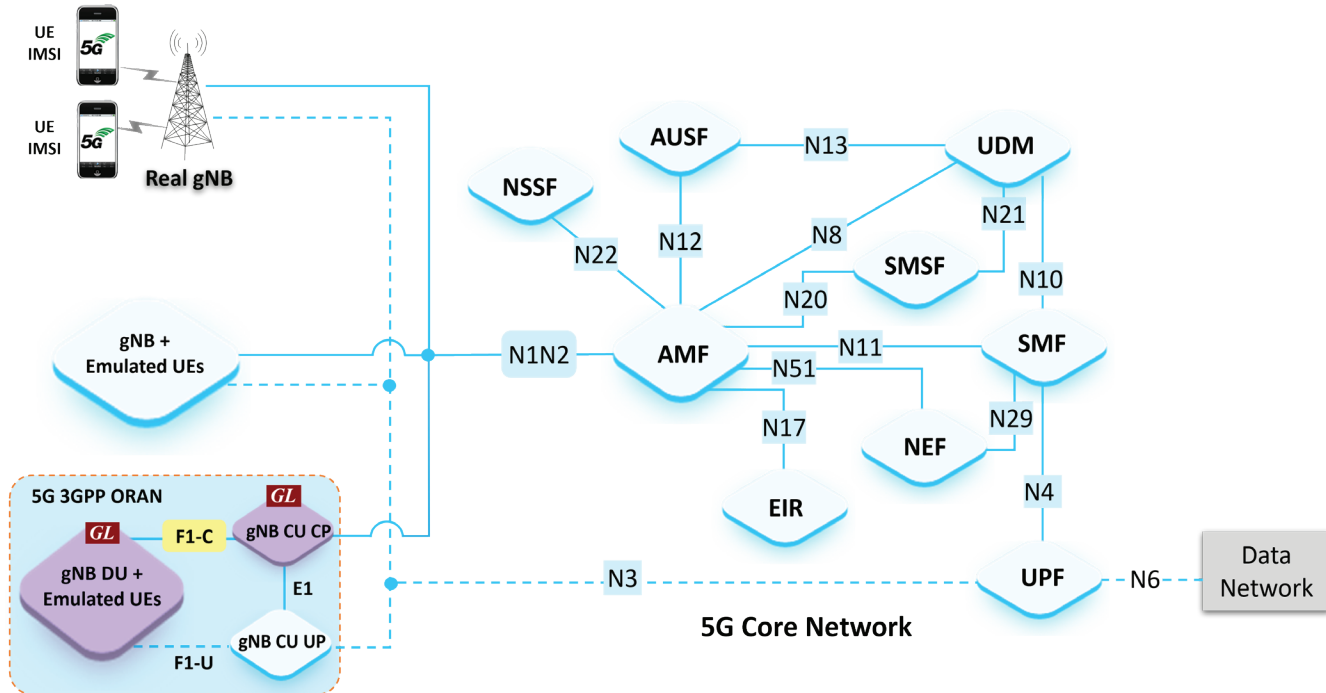 UE
IMSI
5G
UE
IMSI
5G
Real gNB
AUSF
N13
UDM
NSSF
N21
N22
N12
N8
SMSF
N10
N20
gNB +
Emulated UEs
N1N2
AMF
N11
SMF
N51
N17
NEF
N29
5G 3GPP ORAN
GL
GL
F1-C
gNB CU CP
EIR
N4
gNB DU +
Emulated UEs
E1
N3
UPF
N6
Data
Network
gNB CU UP
F1-U
5G Core Network